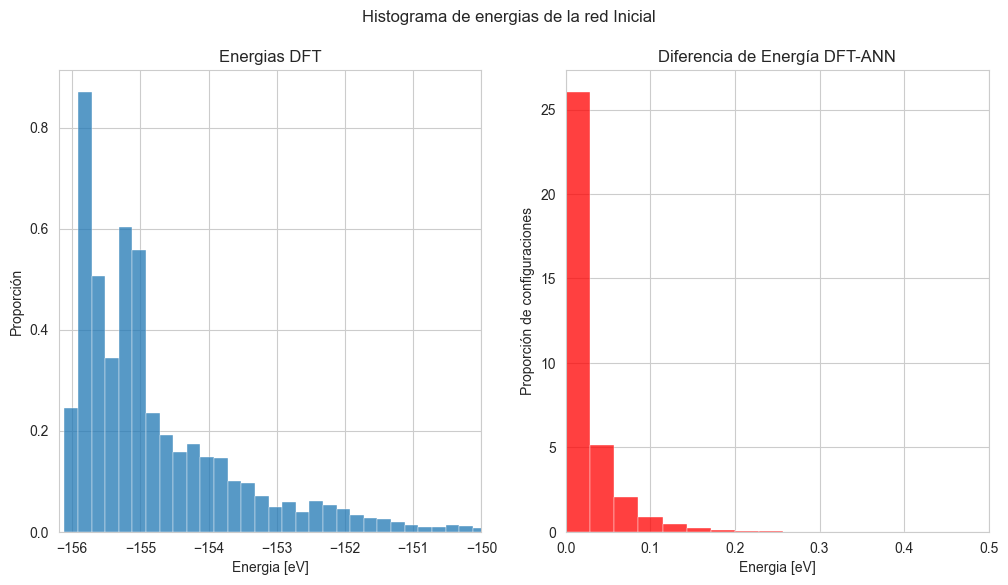 Histograma de energias de la red Inicial
Energias DFT
Proporción
0.8
0.6
0.4
0.2
0.0
−156 −155 −154 −153 −152 −151 −150
Energia [eV]
Diferencia de Energía DFT-ANN
Proporción de configuraciones
25
20
15
10
5
0
0.0 0.1 0.2 0.3 0.4 0.5
Energia [eV]